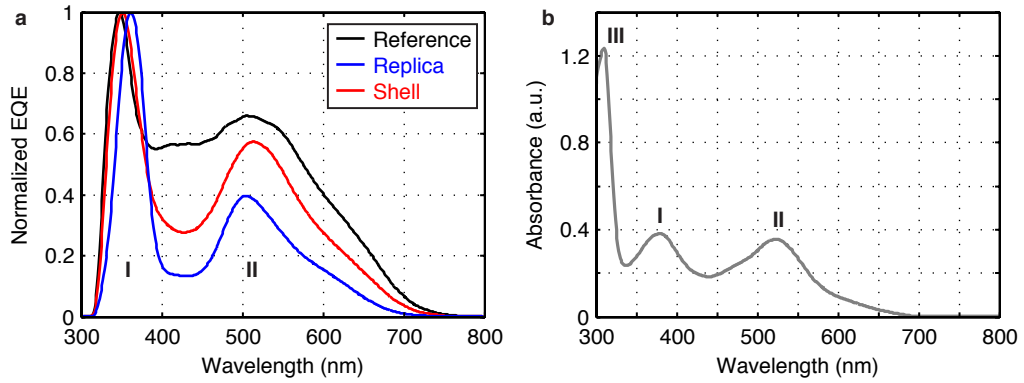 a
Normalized EQE
1
0.8
0.6
0.4
0.2
0
Reference
Replica
Shell
I
II
300 400 500 600 700 800
Wavelength (nm)
b
Absorbance (a.u.)
1.2
0.8
0.4
0
III
I
II
300 400 500 600 700 800
Wavelength (nm)